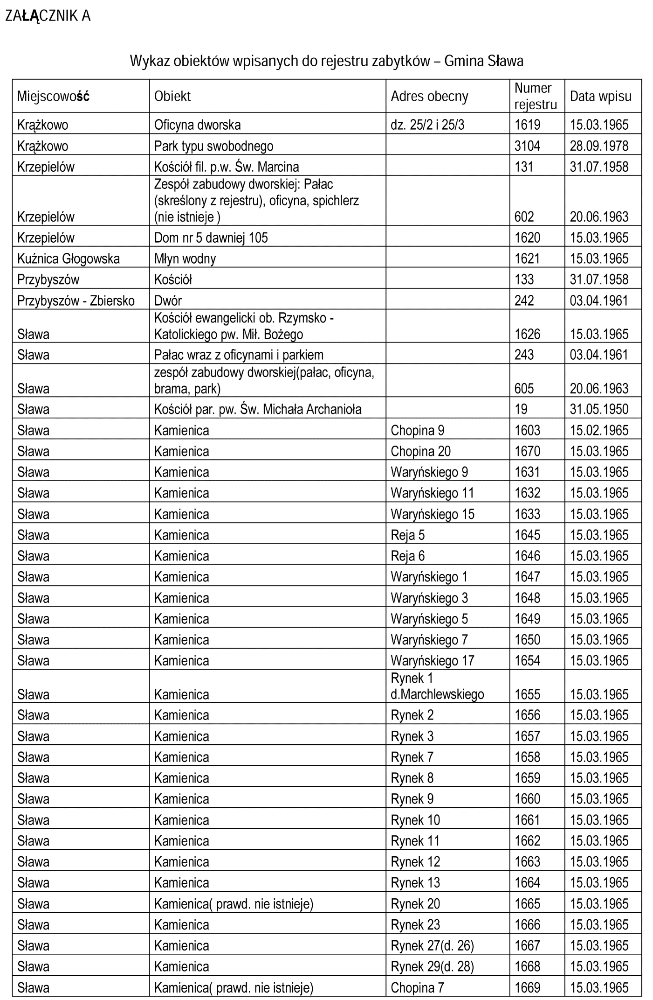 ZAŁĄCZNIK A
Wykaz obiektów wpisanych do rejestru zabytków – Gmina Sława
Miejscowość Obiekt Adres obecny Numer rejestru Data wpisu
Krążkowo Oficyna dworska dz. 25/2 i 25/3 1619 15.03.1965
Krążkowo Park typu swobodnego 3104 28.09.1978
Krzepielów Kościół fil. p.w. Św. Marcina 131 31.07.1958
Zespół zabudowy dworskiej: Pałac
(skreślony z rejestru), oficyna, spichlerz
Krzepielów (nie istnieje ) 602 20.06.1963
Krzepielów Dom nr 5 dawniej 105 1620 15.03.1965
Kuźnica Głogowska Młyn wodny 1621 15.03.1965
Przybyszów Kościół 133 31.07.1958
Przybyszów - Zbiersko Dwór 242 03.04.1961
Kościół ewangelicki ob. Rzymsko -
Sława Katolickiego pw. Mił. Bożego 1626 15.03.1965
Sława Pałac wraz z oficynami i parkiem 243 03.04.1961
zespół zabudowy dworskiej(pałac, oficyna,
Sława brama, park) 605 20.06.1963
Sława Kościół par. pw. Św. Michała Archanioła 19 31.05.1950
Sława Kamienica Chopina 9 1603 15.02.1965
Sława Kamienica Chopina 20 1670 15.03.1965
Sława Kamienica Waryńskiego 9 1631 15.03.1965
Sława Kamienica Waryńskiego 11 1632 15.03.1965
Sława Kamienica Waryńskiego 15 1633 15.03.1965
Sława Kamienica Reja 5 1645 15.03.1965
Sława Kamienica Reja 6 1646 15.03.1965
Sława Kamienica Waryńskiego 1 1647 15.03.1965
Sława Kamienica Waryńskiego 3 1648 15.03.1965
Sława Kamienica Waryńskiego 5 1649 15.03.1965
Sława Kamienica Waryńskiego 7 1650 15.03.1965
Sława Kamienica Waryńskiego 17 1654 15.03.1965
Rynek 1
Sława Kamienica d.Marchlewskiego 1655 15.03.1965
Sława Kamienica Rynek 2 1656 15.03.1965
Sława Kamienica Rynek 3 1657 15.03.1965
Sława Kamienica Rynek 7 1658 15.03.1965
Sława Kamienica Rynek 8 1659 15.03.1965
Sława Kamienica Rynek 9 1660 15.03.1965
Sława Kamienica Rynek 10 1661 15.03.1965
Sława Kamienica Rynek 11 1662 15.03.1965
Sława Kamienica Rynek 12 1663 15.03.1965
Sława Kamienica Rynek 13 1664 15.03.1965
Sława Kamienica( prawd. nie istnieje) Rynek 20 1665 15.03.1965
Sława Kamienica Rynek 23 1666 15.03.1965
Sława Kamienica Rynek 27(d. 26) 1667 15.03.1965
Sława Kamienica Rynek 29(d. 28) 1668 15.03.1965
Sława Kamienica( prawd. nie istnieje) Chopina 7 1669 15.03.1965